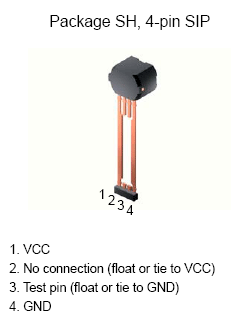 Package SH, 4-pin SIP
1 2 3 4
1. VCC
2. No connection (float or tie to VCC)
3. Test pin (float or tie to GND)
4. GND